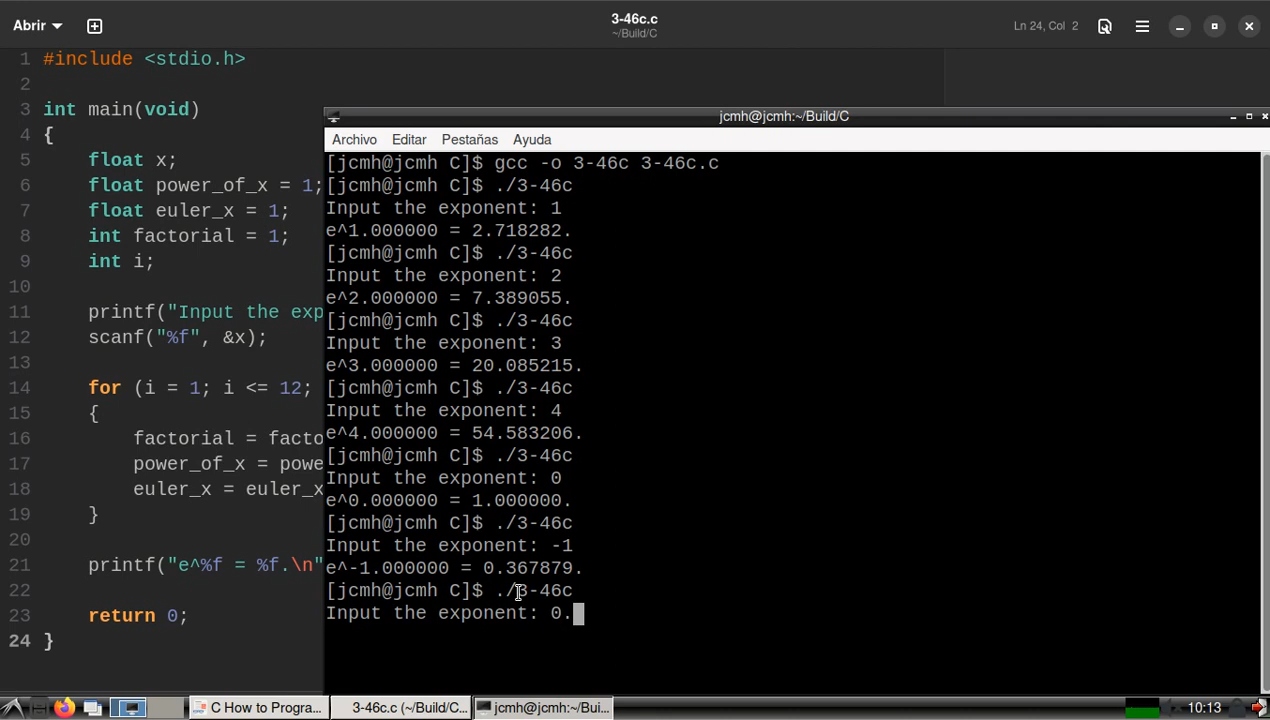 Abrir
3-46c.c
~/Build/C
Ln 24, Col 2
1 #include <stdio.h>
2
3 int main(void)
4 {
5 float x;
6 float power_of_x = 1;
7 float euler_x = 1;
8 int factorial = 1;
9 int i;
10
11 printf("Input the exp
12 scanf("%f", &x);
13
14 for (i = 1; i <= 12;
15 {
16 factorial = facto
17 power_of_x = powe
18 euler_x = euler_x
19 }
20
21 printf("e^%f = %f.\n"
22
23 return 0;
24 }
jcmh@jcmh:~/Build/C
Archivo Editar Pestañas Ayuda
[jcmh@jcmh C]$ gcc -o 3-46c 3-46c.c
[jcmh@jcmh C]$ ./3-46c
Input the exponent: 1
e^1.000000 = 2.718282.
[jcmh@jcmh C]$ ./3-46c
Input the exponent: 2
e^2.000000 = 7.389055.
[jcmh@jcmh C]$ ./3-46c
Input the exponent: 3
e^3.000000 = 20.085215.
[jcmh@jcmh C]$ ./3-46c
Input the exponent: 4
e^4.000000 = 54.583206.
[jcmh@jcmh C]$ ./3-46c
Input the exponent: 0
e^0.000000 = 1.000000.
[jcmh@jcmh C]$ ./3-46c
Input the exponent: -1
e^-1.000000 = 0.367879.
[jcmh@jcmh C]$ ./3-46c
Input the exponent: 0.
C How to Progra...
3-46c.c (~/Build/C...
jcmh@jcmh:~/Bui...
10:13